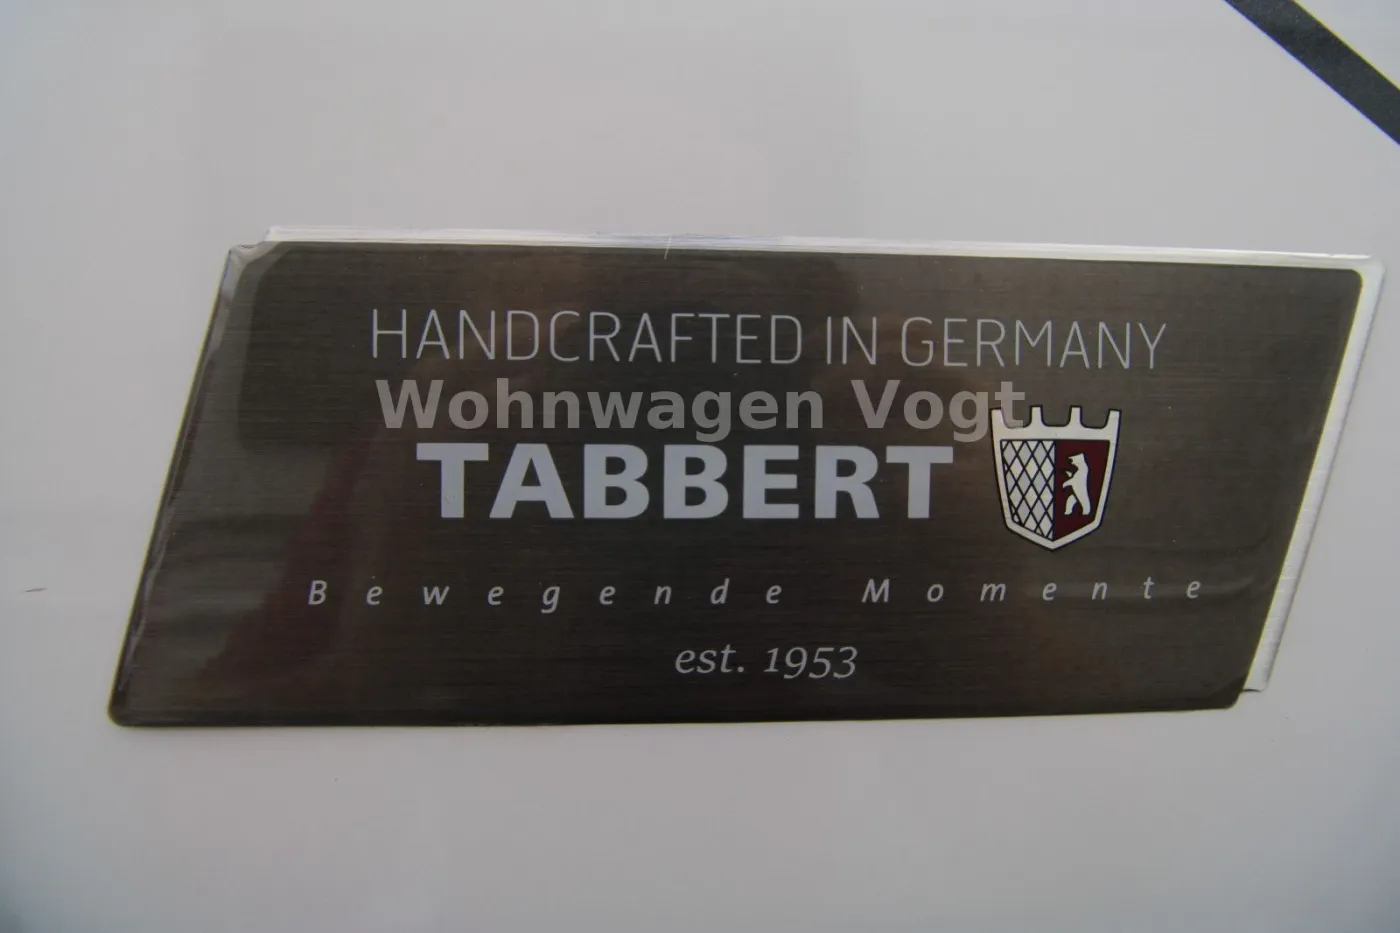 HANDCRAFTED IN GERMANY
Wohnwagen Vogt
TABBERT
Bewegende Momente
est. 1953